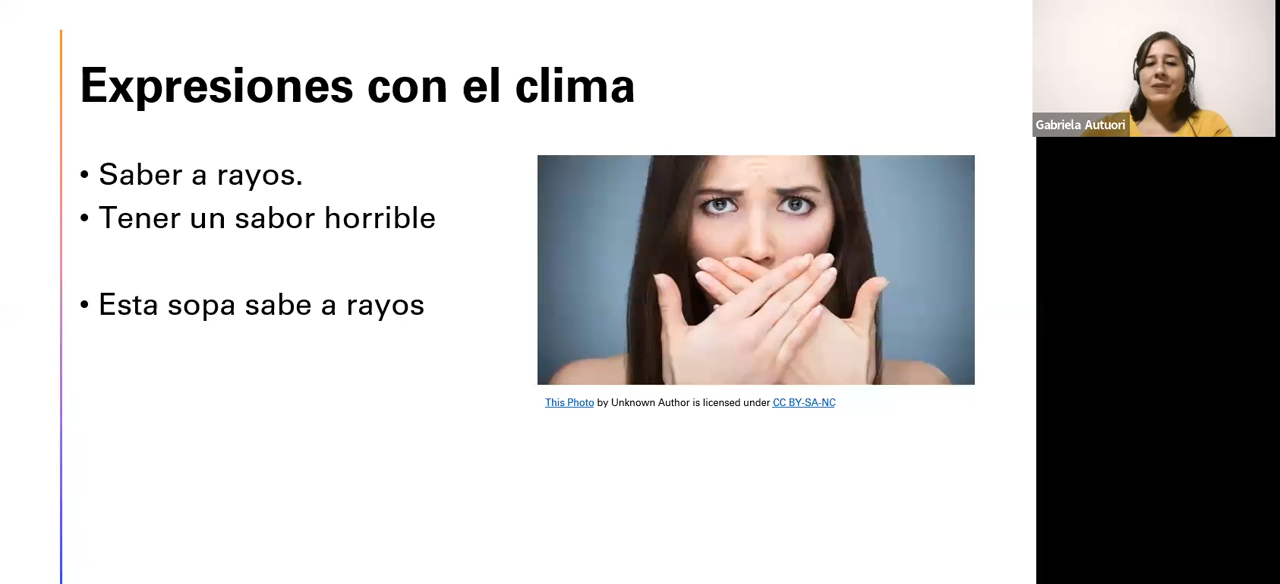 Expresiones con el clima
• Saber a rayos.
• Tener un sabor horrible
• Esta sopa sabe a rayos
This Photo by Unknown Author is licensed under CC BY-SA-NC
Gabriela Autuori